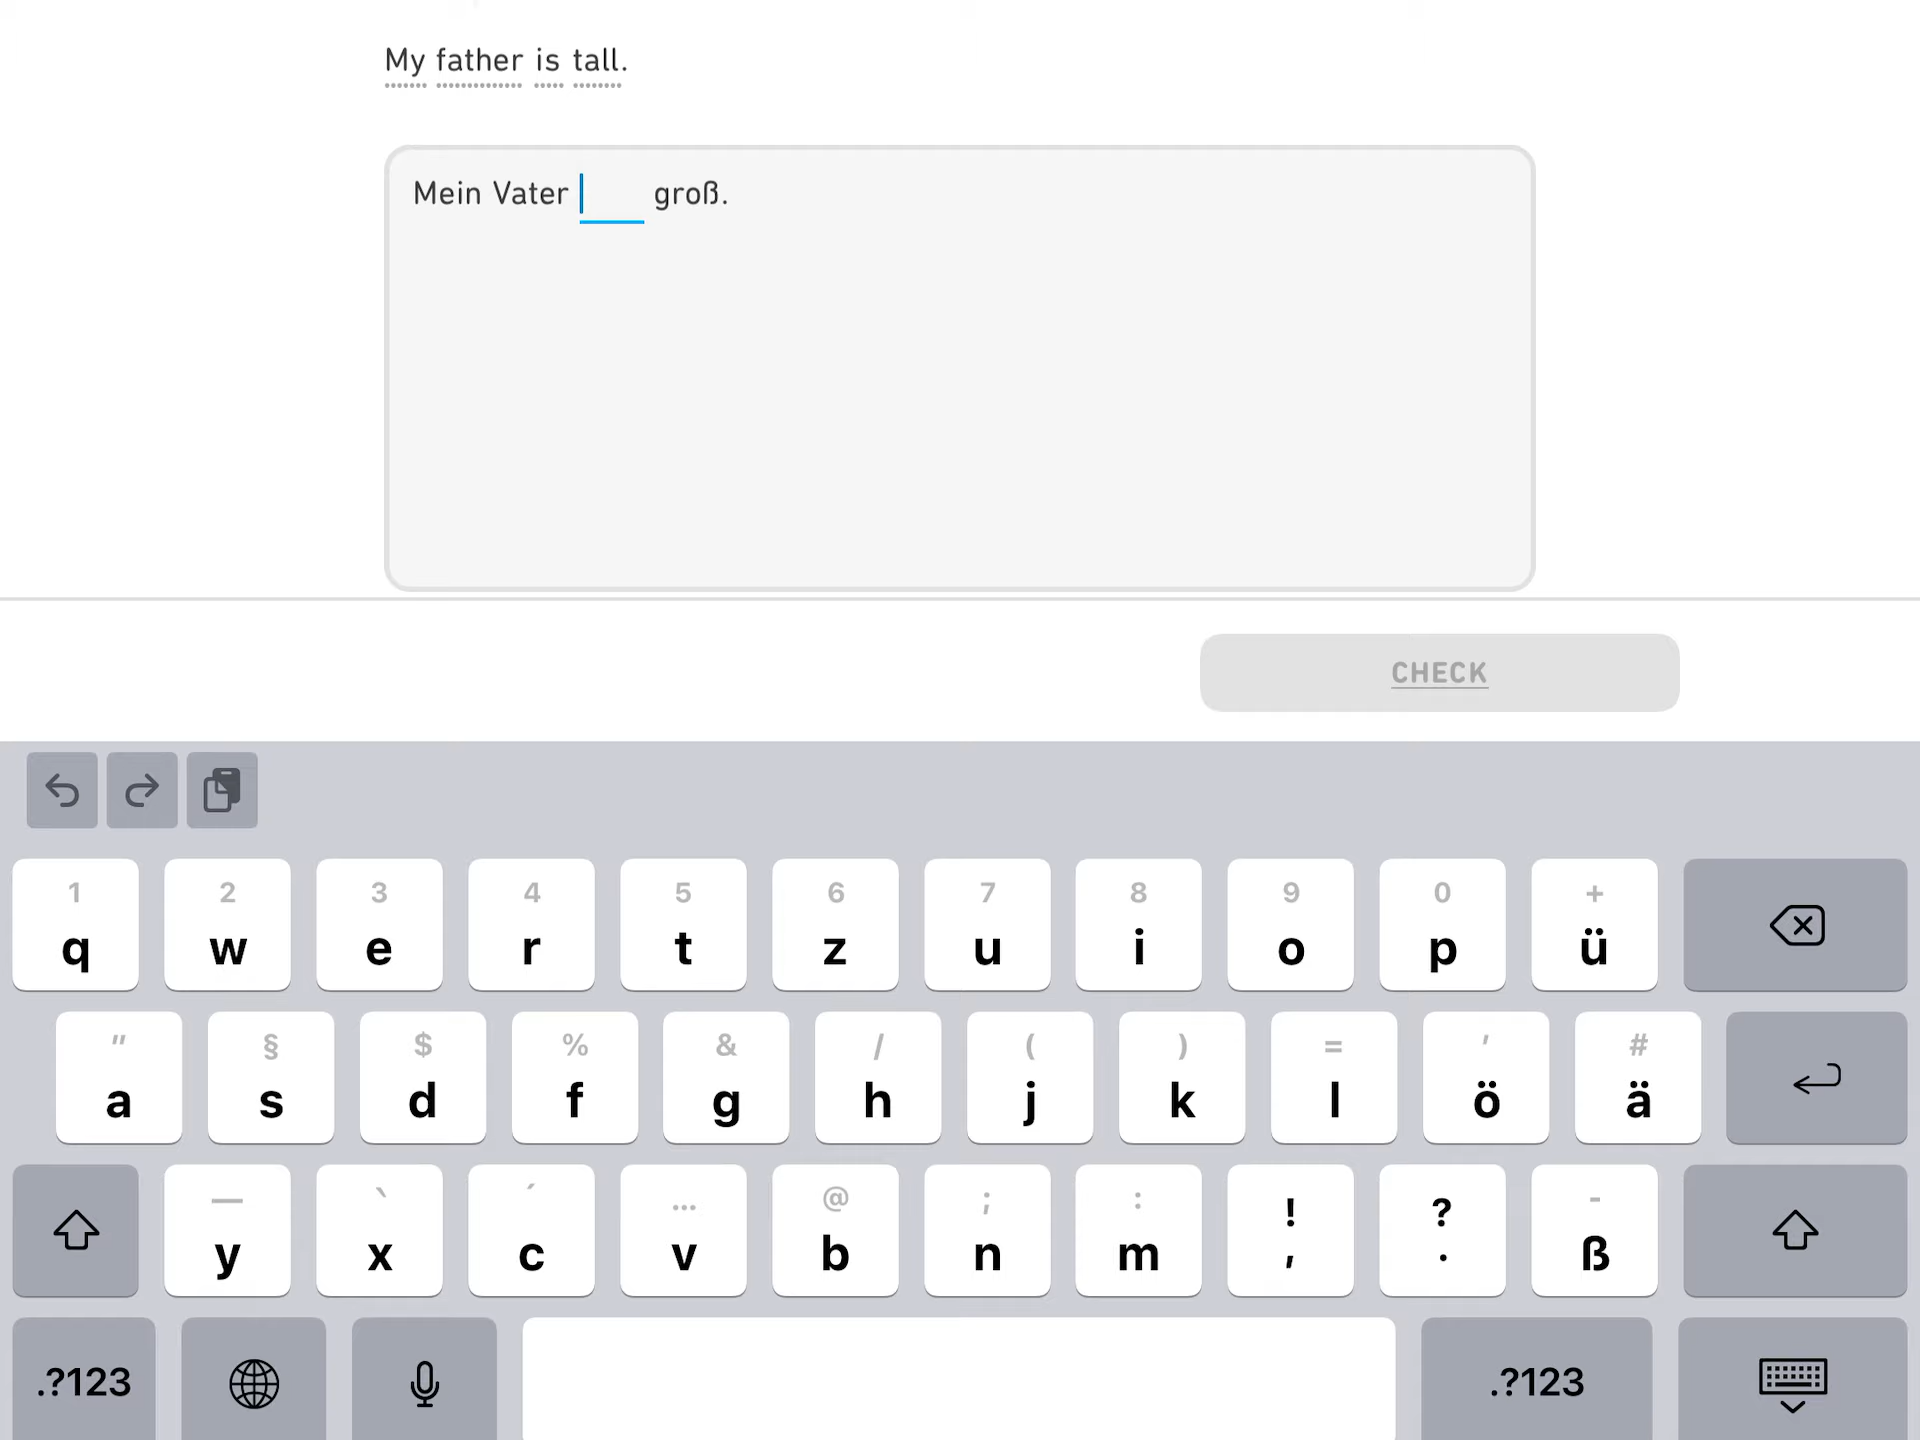 My father is tall.
Mein Vater groß.
CHECK
1 2 3 4 5 6 7 8 9 0 +
q w e r t z u i o p ü
" § $ % & / ( ) = ' #
a s d f g h j k l ö ä
— ` ´ … @ ; : ! ? -
y x c v b n m , . ß
.?123 .?123